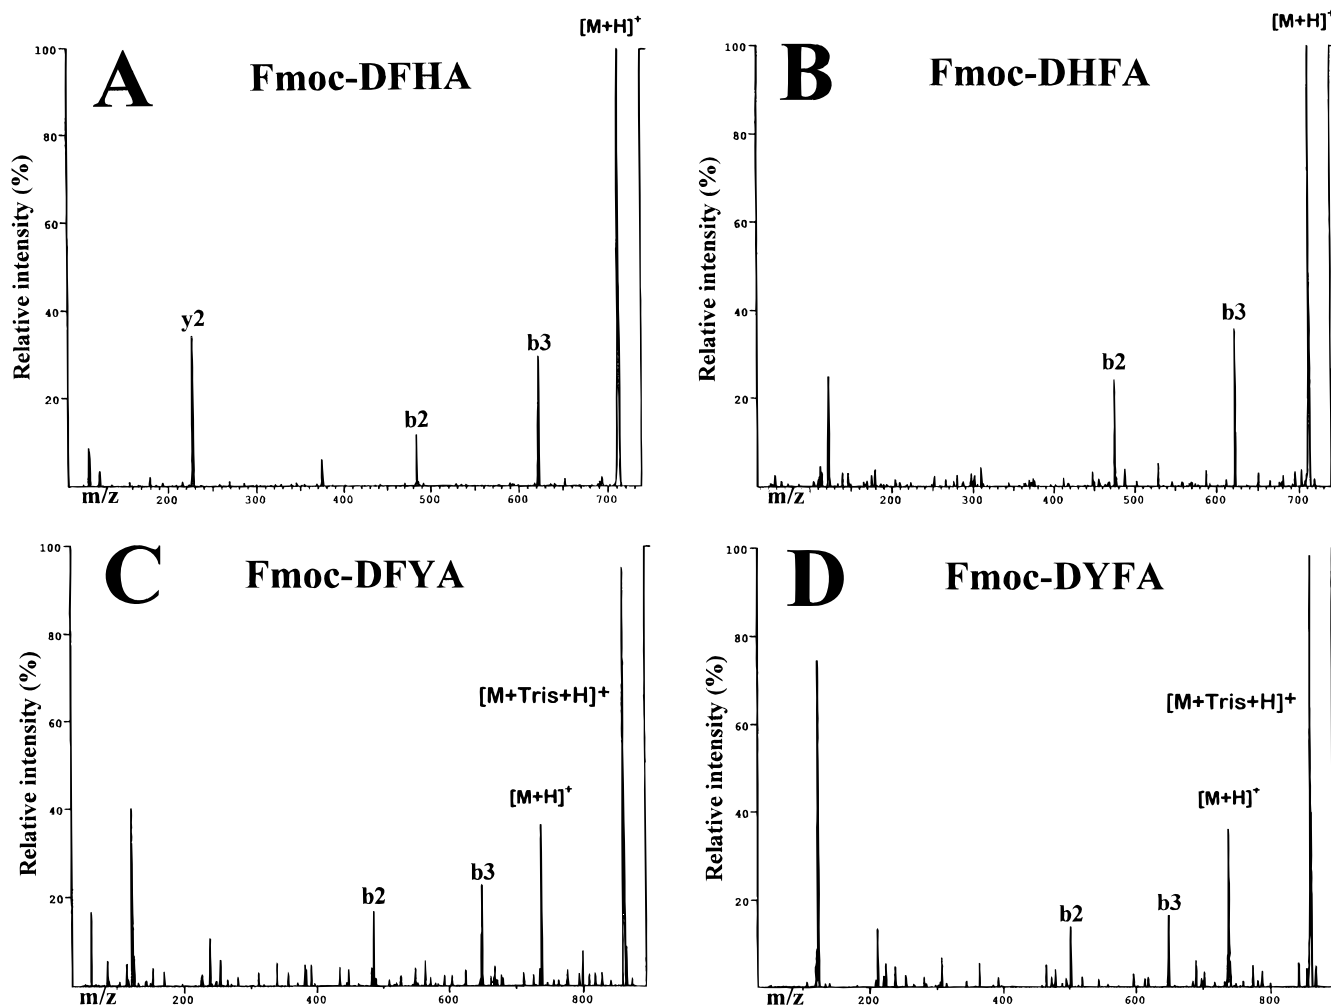 [M+H]+
A
Fmoc-DFHA
Relative intensity (%)
100
80
60
40
20
y2
b2
b3
m/z
200
300
400
500
600
700
[M+H]+
B
Fmoc-DHFA
Relative intensity (%)
100
80
60
40
20
b2
b3
m/z
200
300
400
500
600
700
C
Fmoc-DFYA
Relative intensity (%)
100
80
60
40
20
[M+Tris+H]+
[M+H]+
b2
b3
m/z
200
400
600
800
D
Fmoc-DYFA
Relative intensity (%)
100
80
60
40
20
[M+Tris+H]+
[M+H]+
b2
b3
m/z
200
400
600
800